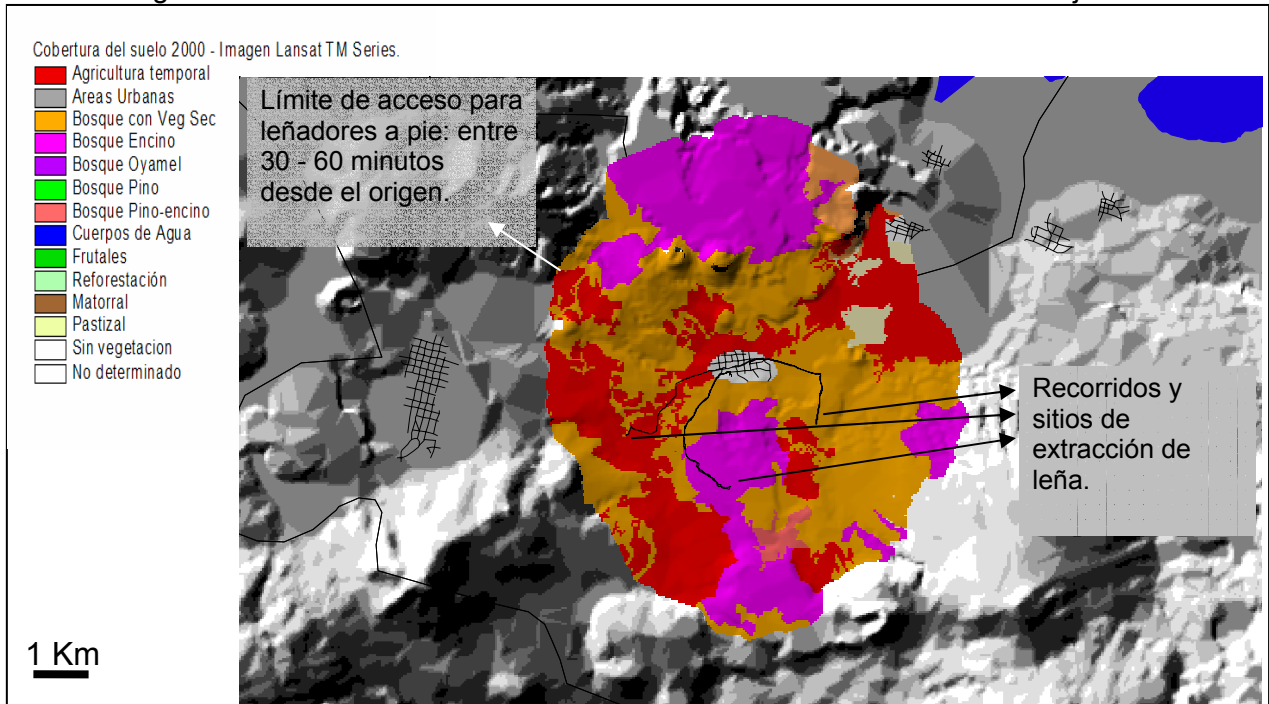 Cobertura del suelo 2000 - Imagen Lansat TM Series.
Agricultura temporal
Areas Urbanas
Bosque con Veg Sec
Bosque Encino
Bosque Oyamel
Bosque Pino
Bosque Pino-encino
Cuerpos de Agua
Frutales
Reforestación
Matorral
Pastizal
Sin vegetacion
No determinado
Límite de acceso para
leñadores a pie: entre
30 - 60 minutos
desde el origen.
Recorridos y
sitios de
extracción de
leña.
1 Km